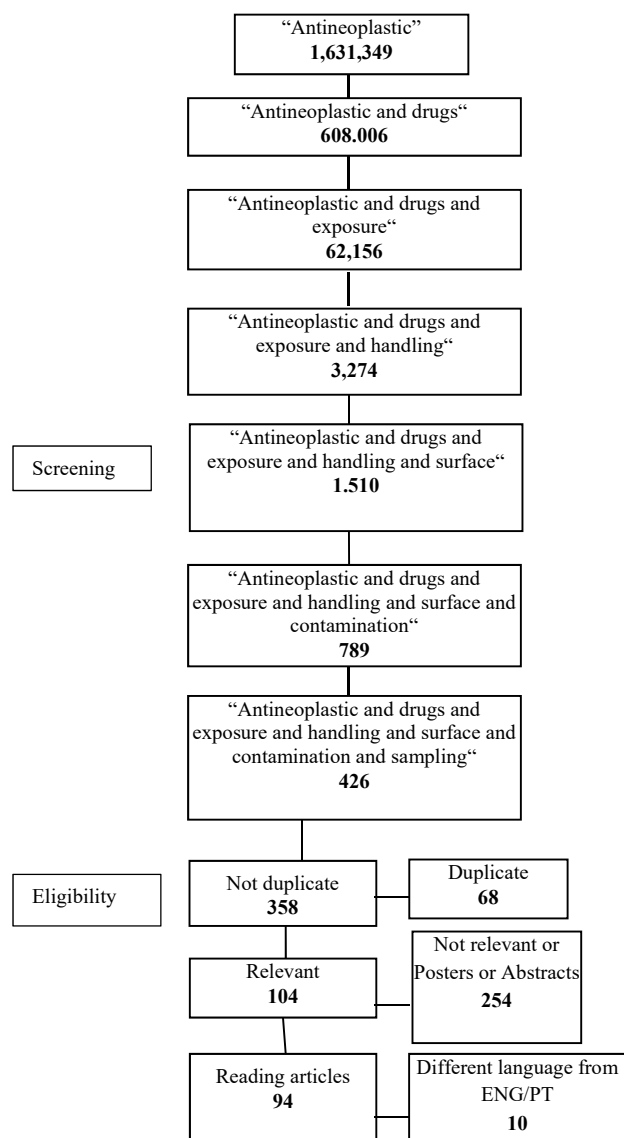 “Antineoplastic”
1,631,349
“Antineoplastic and drugs“
608.006
“Antineoplastic and drugs and
exposure“
62,156
“Antineoplastic and drugs and
exposure and handling“
3,274
Screening
“Antineoplastic and drugs and
exposure and handling and surface“
1.510
“Antineoplastic and drugs and
exposure and handling and surface and
contamination“
789
“Antineoplastic and drugs and
exposure and handling and surface and
contamination and sampling“
426
Eligibility
Not duplicate
358
Duplicate
68
Relevant
104
Not relevant or
Posters or Abstracts
254
Reading articles
94
Different language from
ENG/PT
10